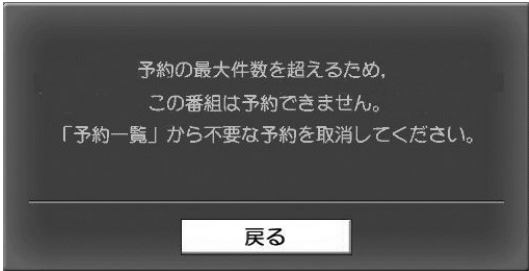 予約の最大件数を超えるため,
この番組は予約できません。
「予約一覧」から不要な予約を取消してください。
戻る